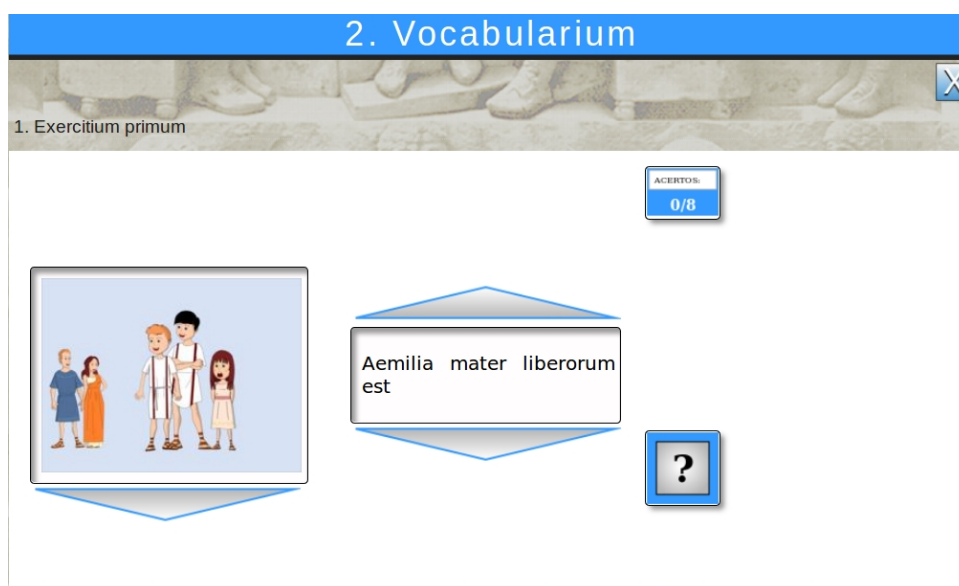 2. Vocabularium
X
1. Exercitium primum
ACERTOS:
0/8
Aemilia mater liberorum
est
?